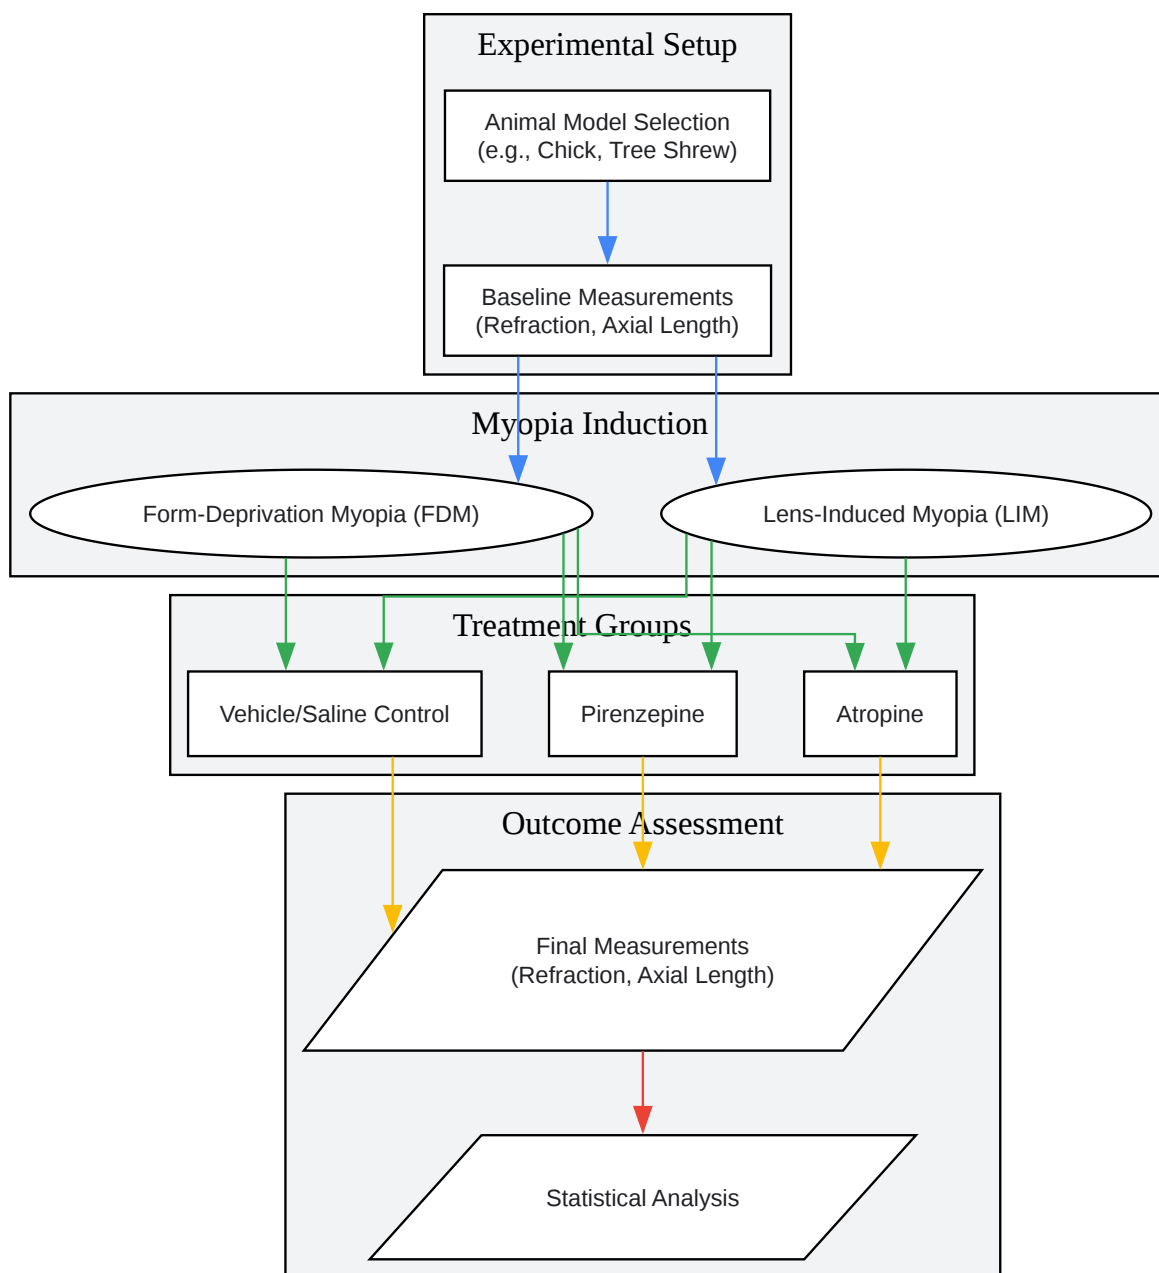 Experimental Setup
Animal Model Selection
(e.g., Chick, Tree Shrew)
Baseline Measurements
(Refraction, Axial Length)
Myopia Induction
Form-Deprivation Myopia (FDM)
Lens-Induced Myopia (LIM)
Treatment Groups
Vehicle/Saline Control
Pirenzepine
Atropine
Outcome Assessment
Final Measurements
(Refraction, Axial Length)
Statistical Analysis